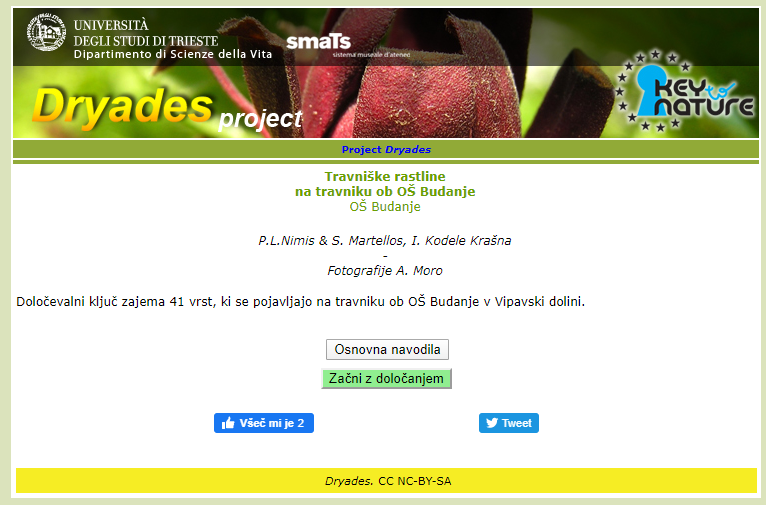 UNIVERSITÀ
DEGLI STUDI DI TRIESTE
Dipartimento di Scienze della Vita
smaTs
sistema museale d'ateneo
Dryades project
KEY to NATURE
Project Dryades
Travniške rastline
na travniku ob OŠ Budanje
OŠ Budanje
P.L.Nimis & S. Martellos, I. Kodele Krašna
-
Fotografije A. Moro
Določevalni ključ zajema 41 vrst, ki se pojavljajo na travniku ob OŠ Budanje v Vipavski dolini.
Osnovna navodila
Začni z določanjem
Všeč mi je 2
Tweet
Dryades. CC NC-BY-SA